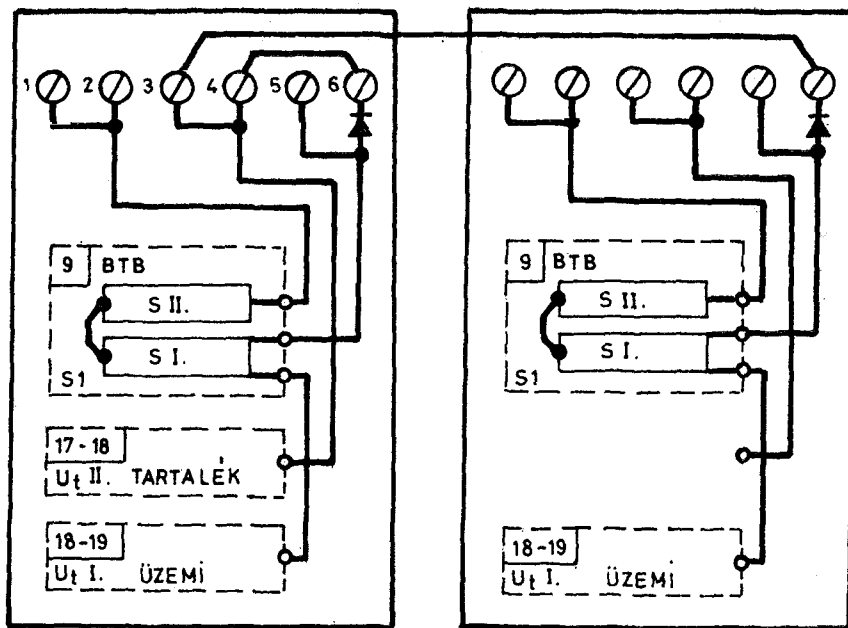 1 2 3 4 5 6
9 BTB
S II.
S I.
S1
17-18
Ut II. TARTALÉK
18-19
Ut I. ÜZEMI
9 BTB
S II.
S I.
S1
18-19
Ut I. ÜZEMI